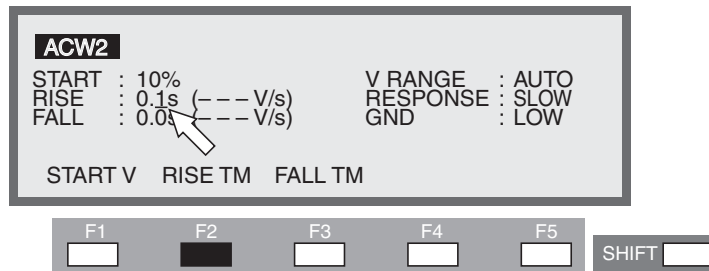 ACW2
START : 10% V RANGE : AUTO
RISE : 0.1s (– – – V/s) RESPONSE : SLOW
FALL : 0.0s (– – – V/s) GND : LOW
START V RISE TM FALL TM
F1 F2 F3 F4 F5
SHIFT